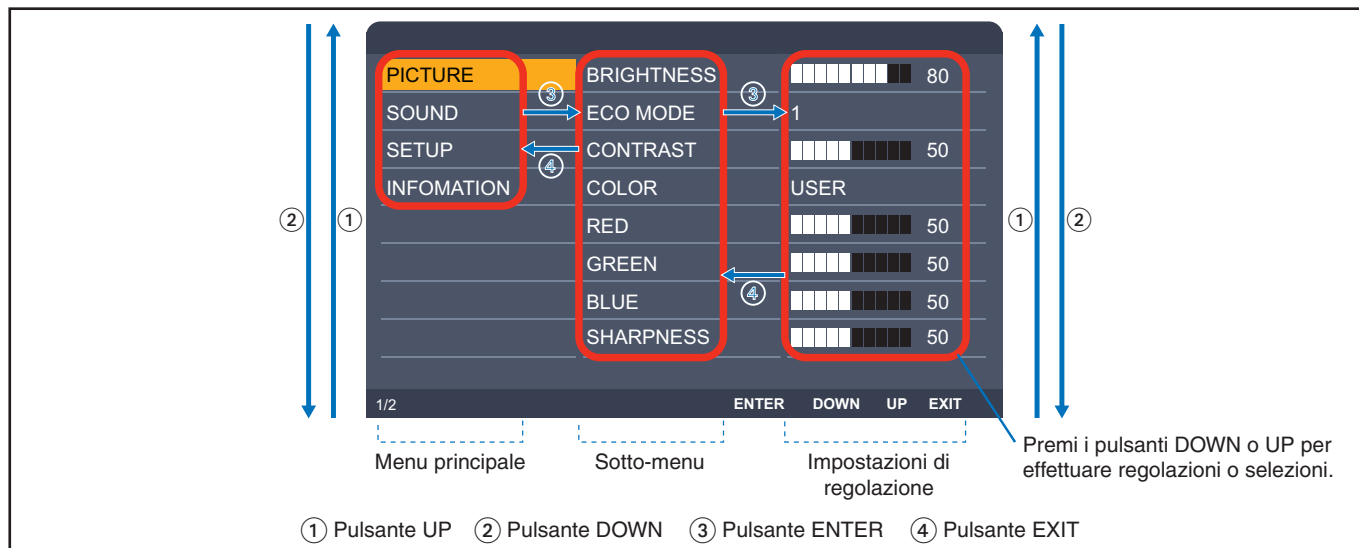 PICTURE BRIGHTNESS 80
③ ③
SOUND ECO MODE 1
SETUP CONTRAST 50
④
INFOMATION COLOR USER
② ① RED 50 ① ②
GREEN 50
④
BLUE 50
SHARPNESS 50
1/2 ENTER DOWN UP EXIT
Menu principale Sotto-menu Impostazioni di
regolazione
Premi i pulsanti DOWN o UP per
effettuare regolazioni o selezioni.
① Pulsante UP ② Pulsante DOWN ③ Pulsante ENTER ④ Pulsante EXIT